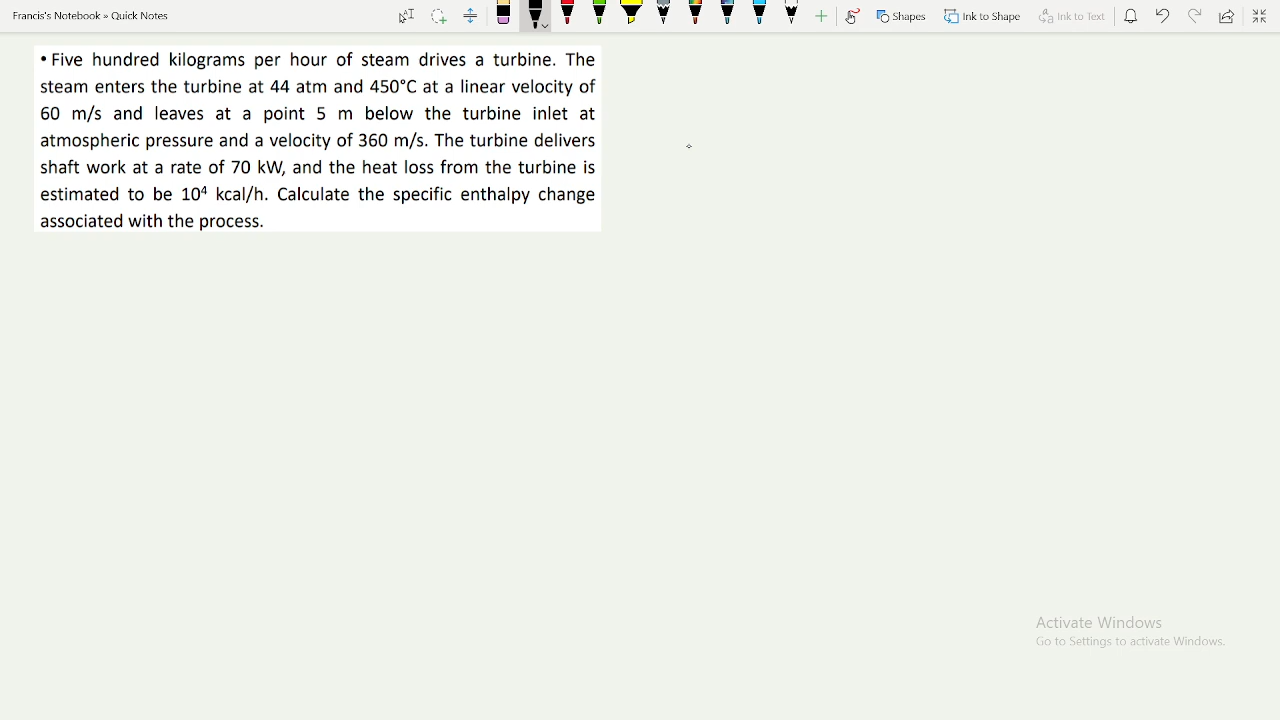 Francis's Notebook » Quick Notes
Shapes
Ink to Shape
Ink to Text
• Five hundred kilograms per hour of steam drives a turbine. The
steam enters the turbine at 44 atm and 450°C at a linear velocity of
60 m/s and leaves at a point 5 m below the turbine inlet at
atmospheric pressure and a velocity of 360 m/s. The turbine delivers
shaft work at a rate of 70 kW, and the heat loss from the turbine is
estimated to be 10⁴ kcal/h. Calculate the specific enthalpy change
associated with the process.
Activate Windows
Go to Settings to activate Windows.